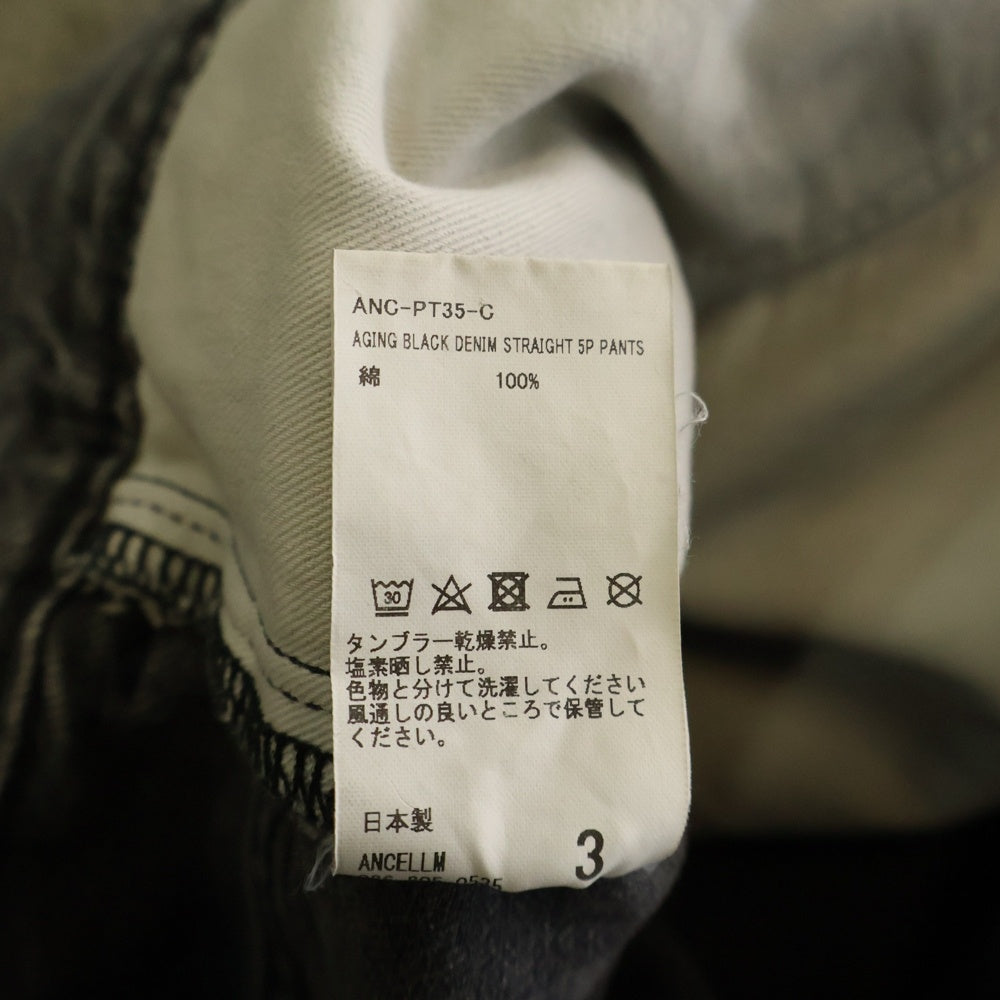 ANC-PT35-C
AGING BLACK DENIM STRAIGHT 5P PANTS
綿 100%
30
タンブラー乾燥禁止。
塩素晒し禁止。
色物と分けて洗濯してください
風通しの良いところで保管して
ください。
日本製
ANCELLM 3